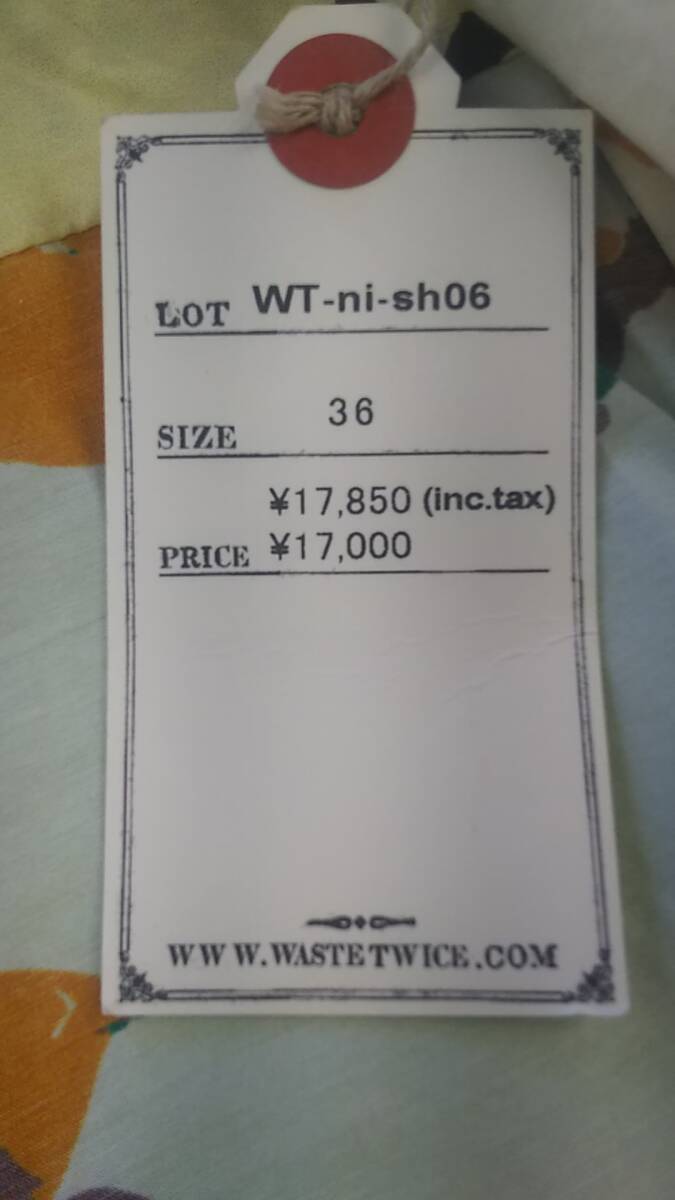 LOT WT-ni-sh06
SIZE 36
¥17,850 (inc.tax)
PRICE ¥17,000
WWW.WASTETWICE.COM